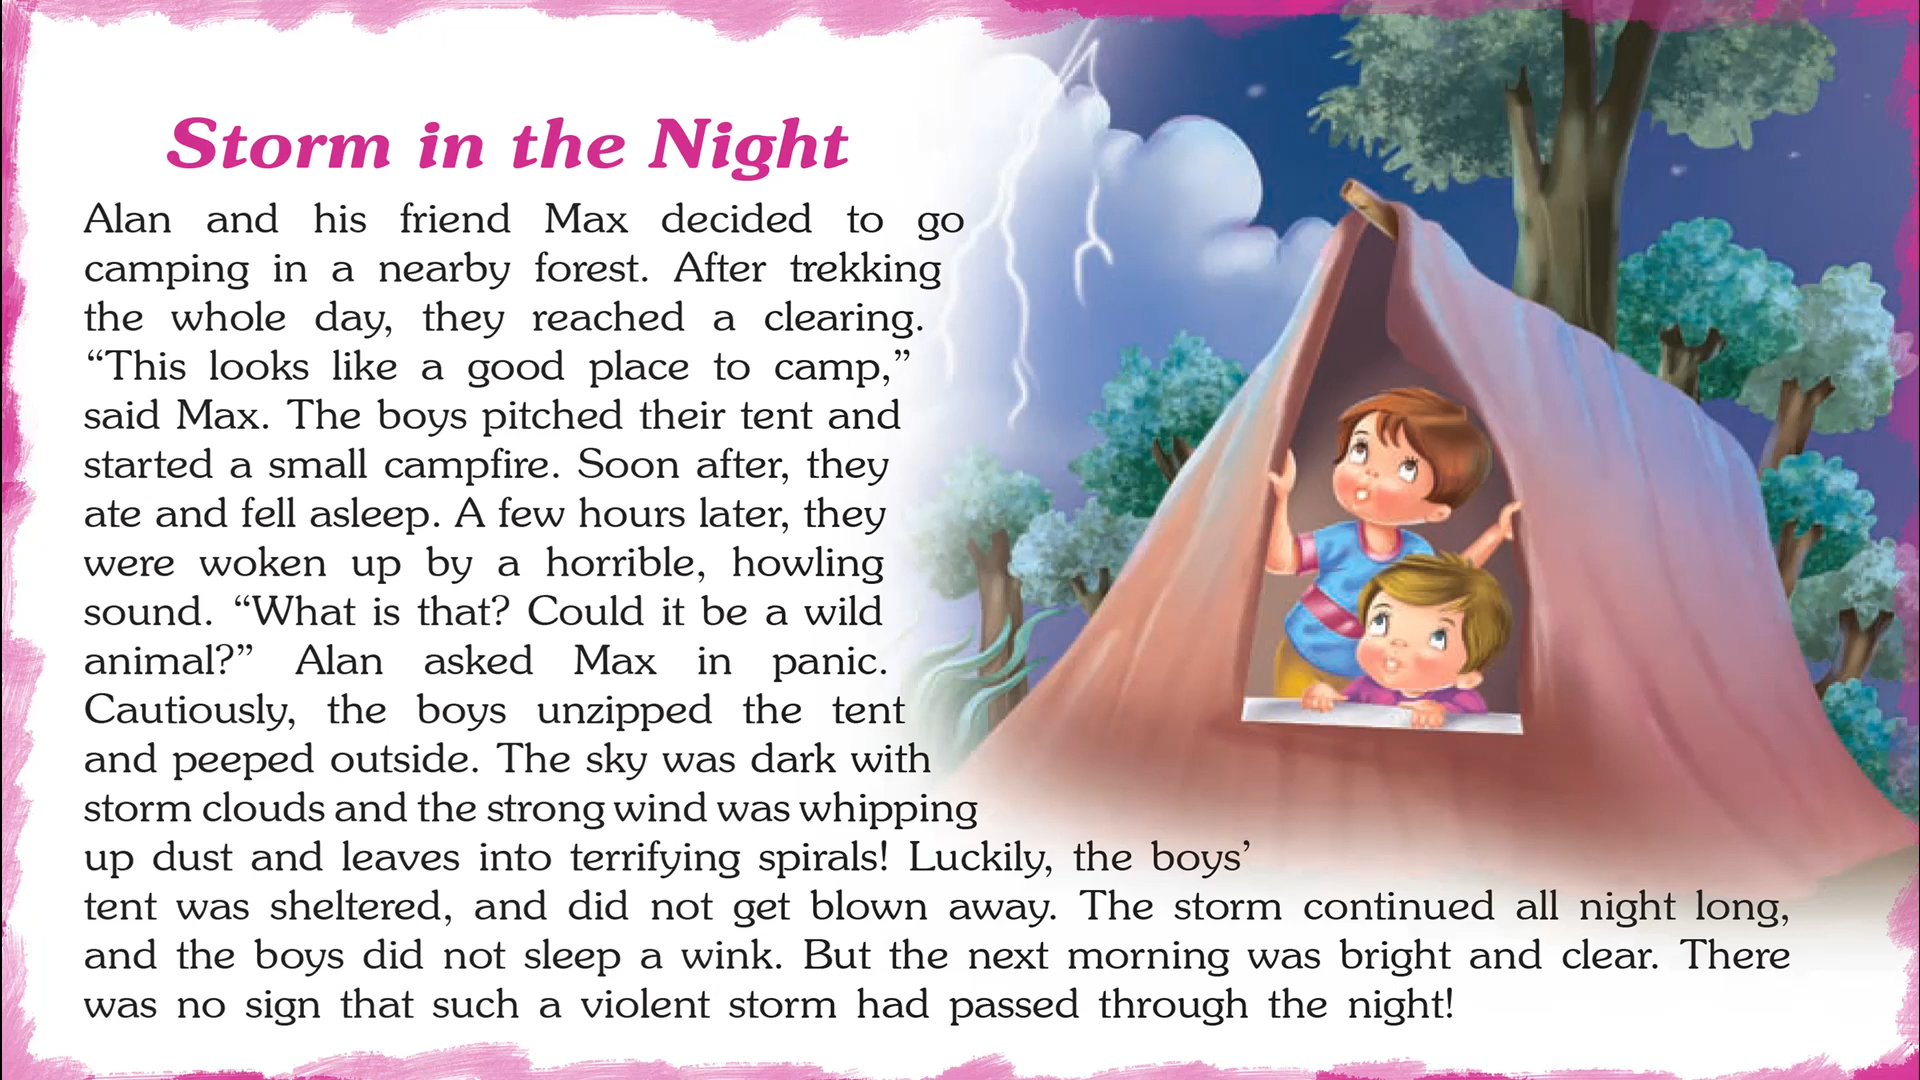 Storm in the Night
Alan and his friend Max decided to go
camping in a nearby forest. After trekking
the whole day, they reached a clearing.
“This looks like a good place to camp,”
said Max. The boys pitched their tent and
started a small campfire. Soon after, they
ate and fell asleep. A few hours later, they
were woken up by a horrible, howling
sound. “What is that? Could it be a wild
animal?” Alan asked Max in panic.
Cautiously, the boys unzipped the tent
and peeped outside. The sky was dark with
storm clouds and the strong wind was whipping
up dust and leaves into terrifying spirals! Luckily, the boys’
tent was sheltered, and did not get blown away. The storm continued all night long,
and the boys did not sleep a wink. But the next morning was bright and clear. There
was no sign that such a violent storm had passed through the night!